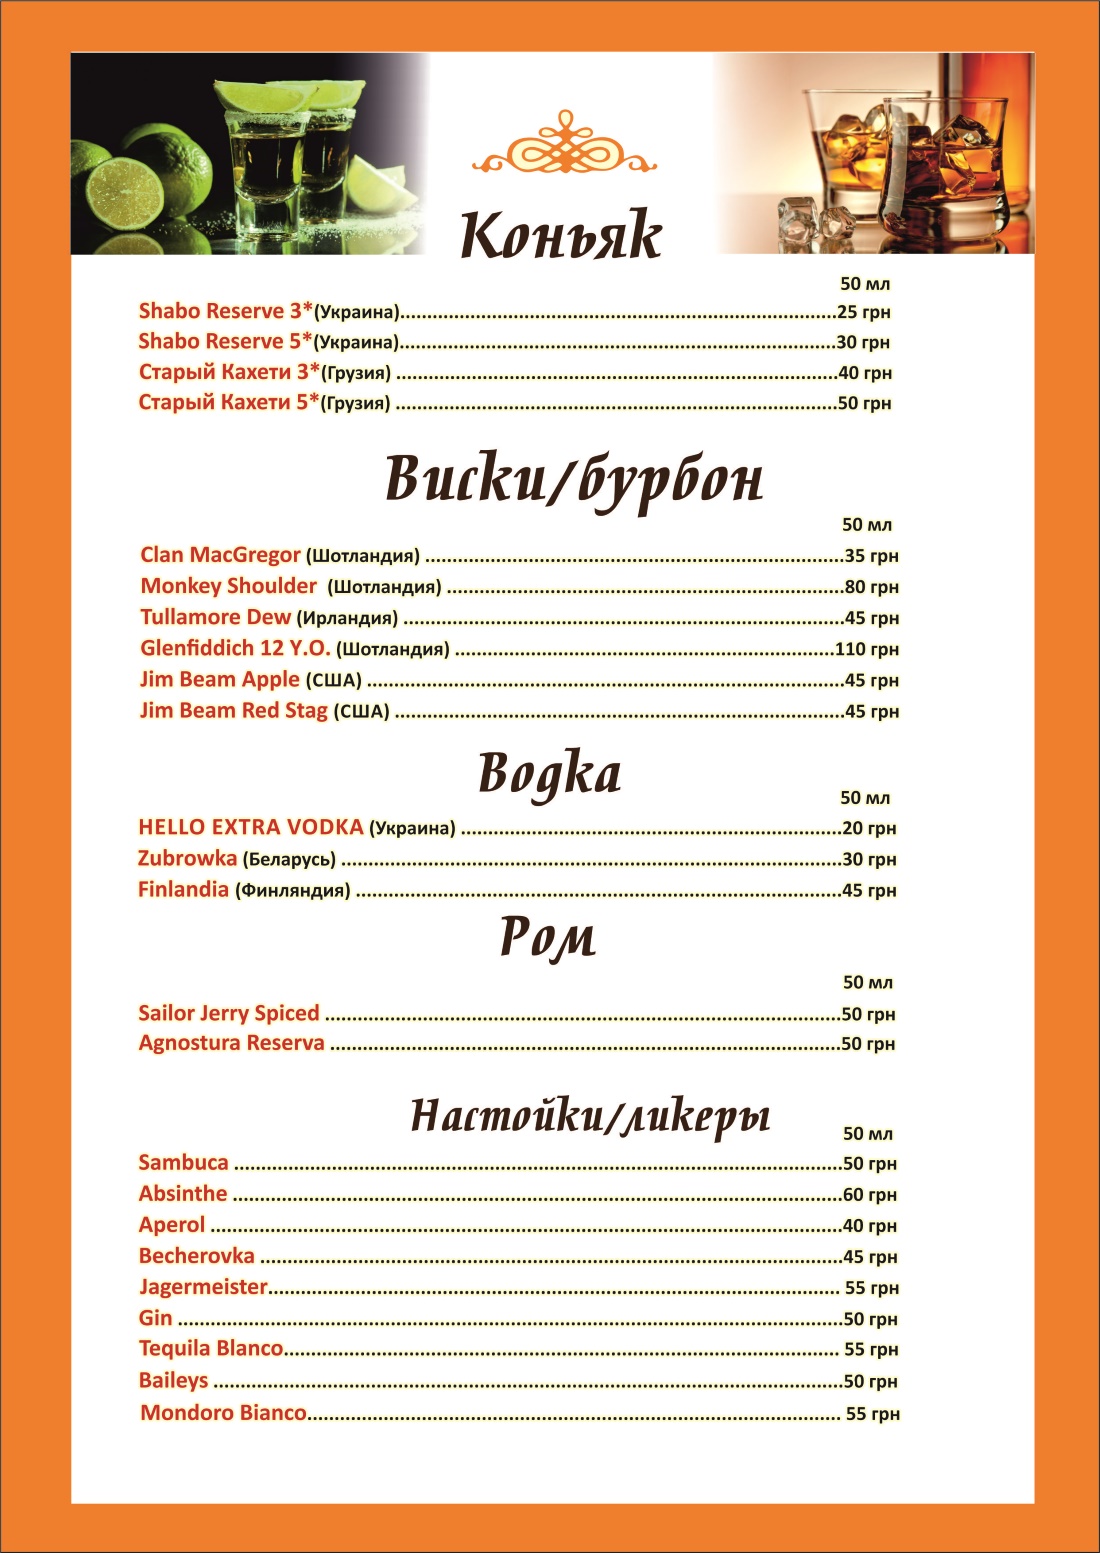 Коньяк
50 мл
Shabo Reserve 3*(Украина)................................................................................25 грн
Shabo Reserve 5*(Украина)................................................................................30 грн
Старый Кахети 3*(Грузия) ................................................................................40 грн
Старый Кахети 5*(Грузия) ................................................................................50 грн
Виски/бурбон
50 мл
Clan MacGregor (Шотландия) ............................................................................35 грн
Monkey Shoulder (Шотландия) ........................................................................80 грн
Tullamore Dew (Ирландия) ................................................................................45 грн
Glenfiddich 12 Y.O. (Шотландия) .....................................................................110 грн
Jim Beam Apple (США) ......................................................................................45 грн
Jim Beam Red Stag (США) .................................................................................45 грн
Водка
50 мл
HELLO EXTRA VODKA (Украина) .....................................................................20 грн
Zubrowka (Беларусь) ...........................................................................................30 грн
Finlandia (Финляндия) ........................................................................................45 грн
Ром
50 мл
Sailor Jerry Spiced .............................................................................................50 грн
Agnostura Reserva ............................................................................................50 грн
Настойки/ликеры
50 мл
Sambuca ..............................................................................................................50 грн
Absinthe ..............................................................................................................60 грн
Aperol ..................................................................................................................40 грн
Becherovka .........................................................................................................45 грн
Jagermeister....................................................................................................... 55 грн
Gin ........................................................................................................................50 грн
Tequila Blanco.................................................................................................... 55 грн
Baileys .................................................................................................................50 грн
Mondoro Bianco................................................................................................ 55 грн